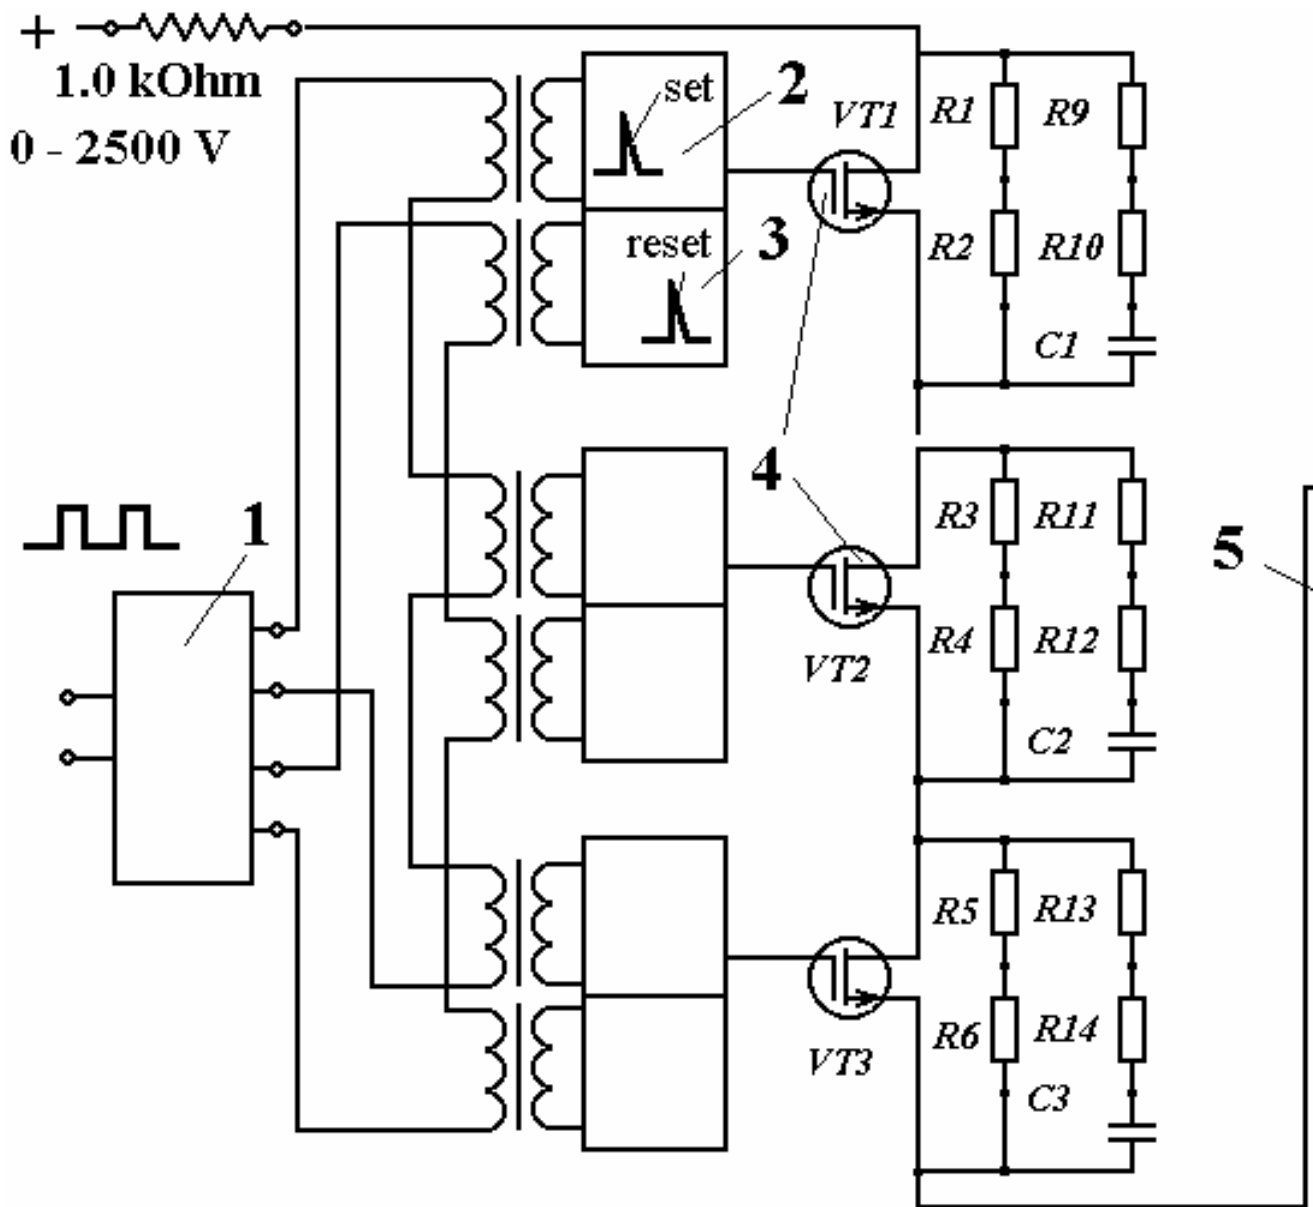 +
1.0 kOhm
0 - 2500 V
set
2
VT1
R1
R9
reset
3
R2
R10
C1
4
1
R3
R11
5
VT2
R4
R12
C2
R5
R13
VT3
R6
R14
C3